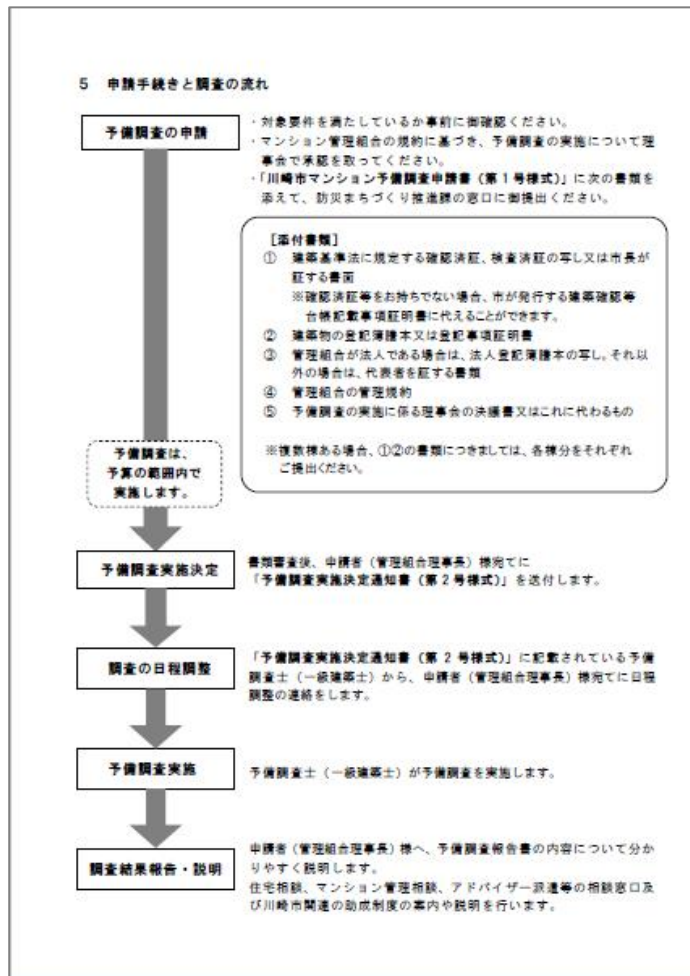 5　申請手続きと調査の流れ
予備調査の申請
・対象要件を満たしているか事前に御確認ください。
・マンション管理組合の規約に基づき、予備調査の実施について理
事会で承認を取ってください。
・「川崎市マンション予備調査申請書（第１号様式）」に次の書類を
添えて、防災まちづくり推進課の窓口に御提出ください。
［添付書類］
①　建築基準法に規定する確認済証、検査済証の写し又は市長が
証する書面
※確認済証等をお持ちでない場合、市が発行する建築確認等
台帳記載事項証明書に代えることができます。
②　建築物の登記簿謄本又は登記事項証明書
③　管理組合が法人である場合は、法人登記簿謄本の写し。それ以
外の場合は、代表者を証する書類
④　管理組合の管理規約
⑤　予備調査の実施に係る理事会の決議書又はこれに代わるもの
※複数棟ある場合、①②の書類につきましては、各棟分をそれぞれ
ご提出ください。
予備調査は、
予算の範囲内で
実施します。
予備調査実施決定
書類審査後、申請者（管理組合理事長）様宛てに
「予備調査実施決定通知書（第２号様式）」を送付します。
調査の日程調整
「予備調査実施決定通知書（第 2 号様式）」に記載されている予備
調査士（一級建築士）から、申請者（管理組合理事長）様宛てに日程
調整の連絡をします。
予備調査実施
予備調査士（一級建築士）が予備調査を実施します。
調査結果報告・説明
申請者（管理組合理事長）様へ、予備調査報告書の内容について分か
りやすく説明します。
住宅相談、マンション管理相談、アドバイザー派遣等の相談窓口及
び川崎市関連の助成制度の案内や説明を行います。